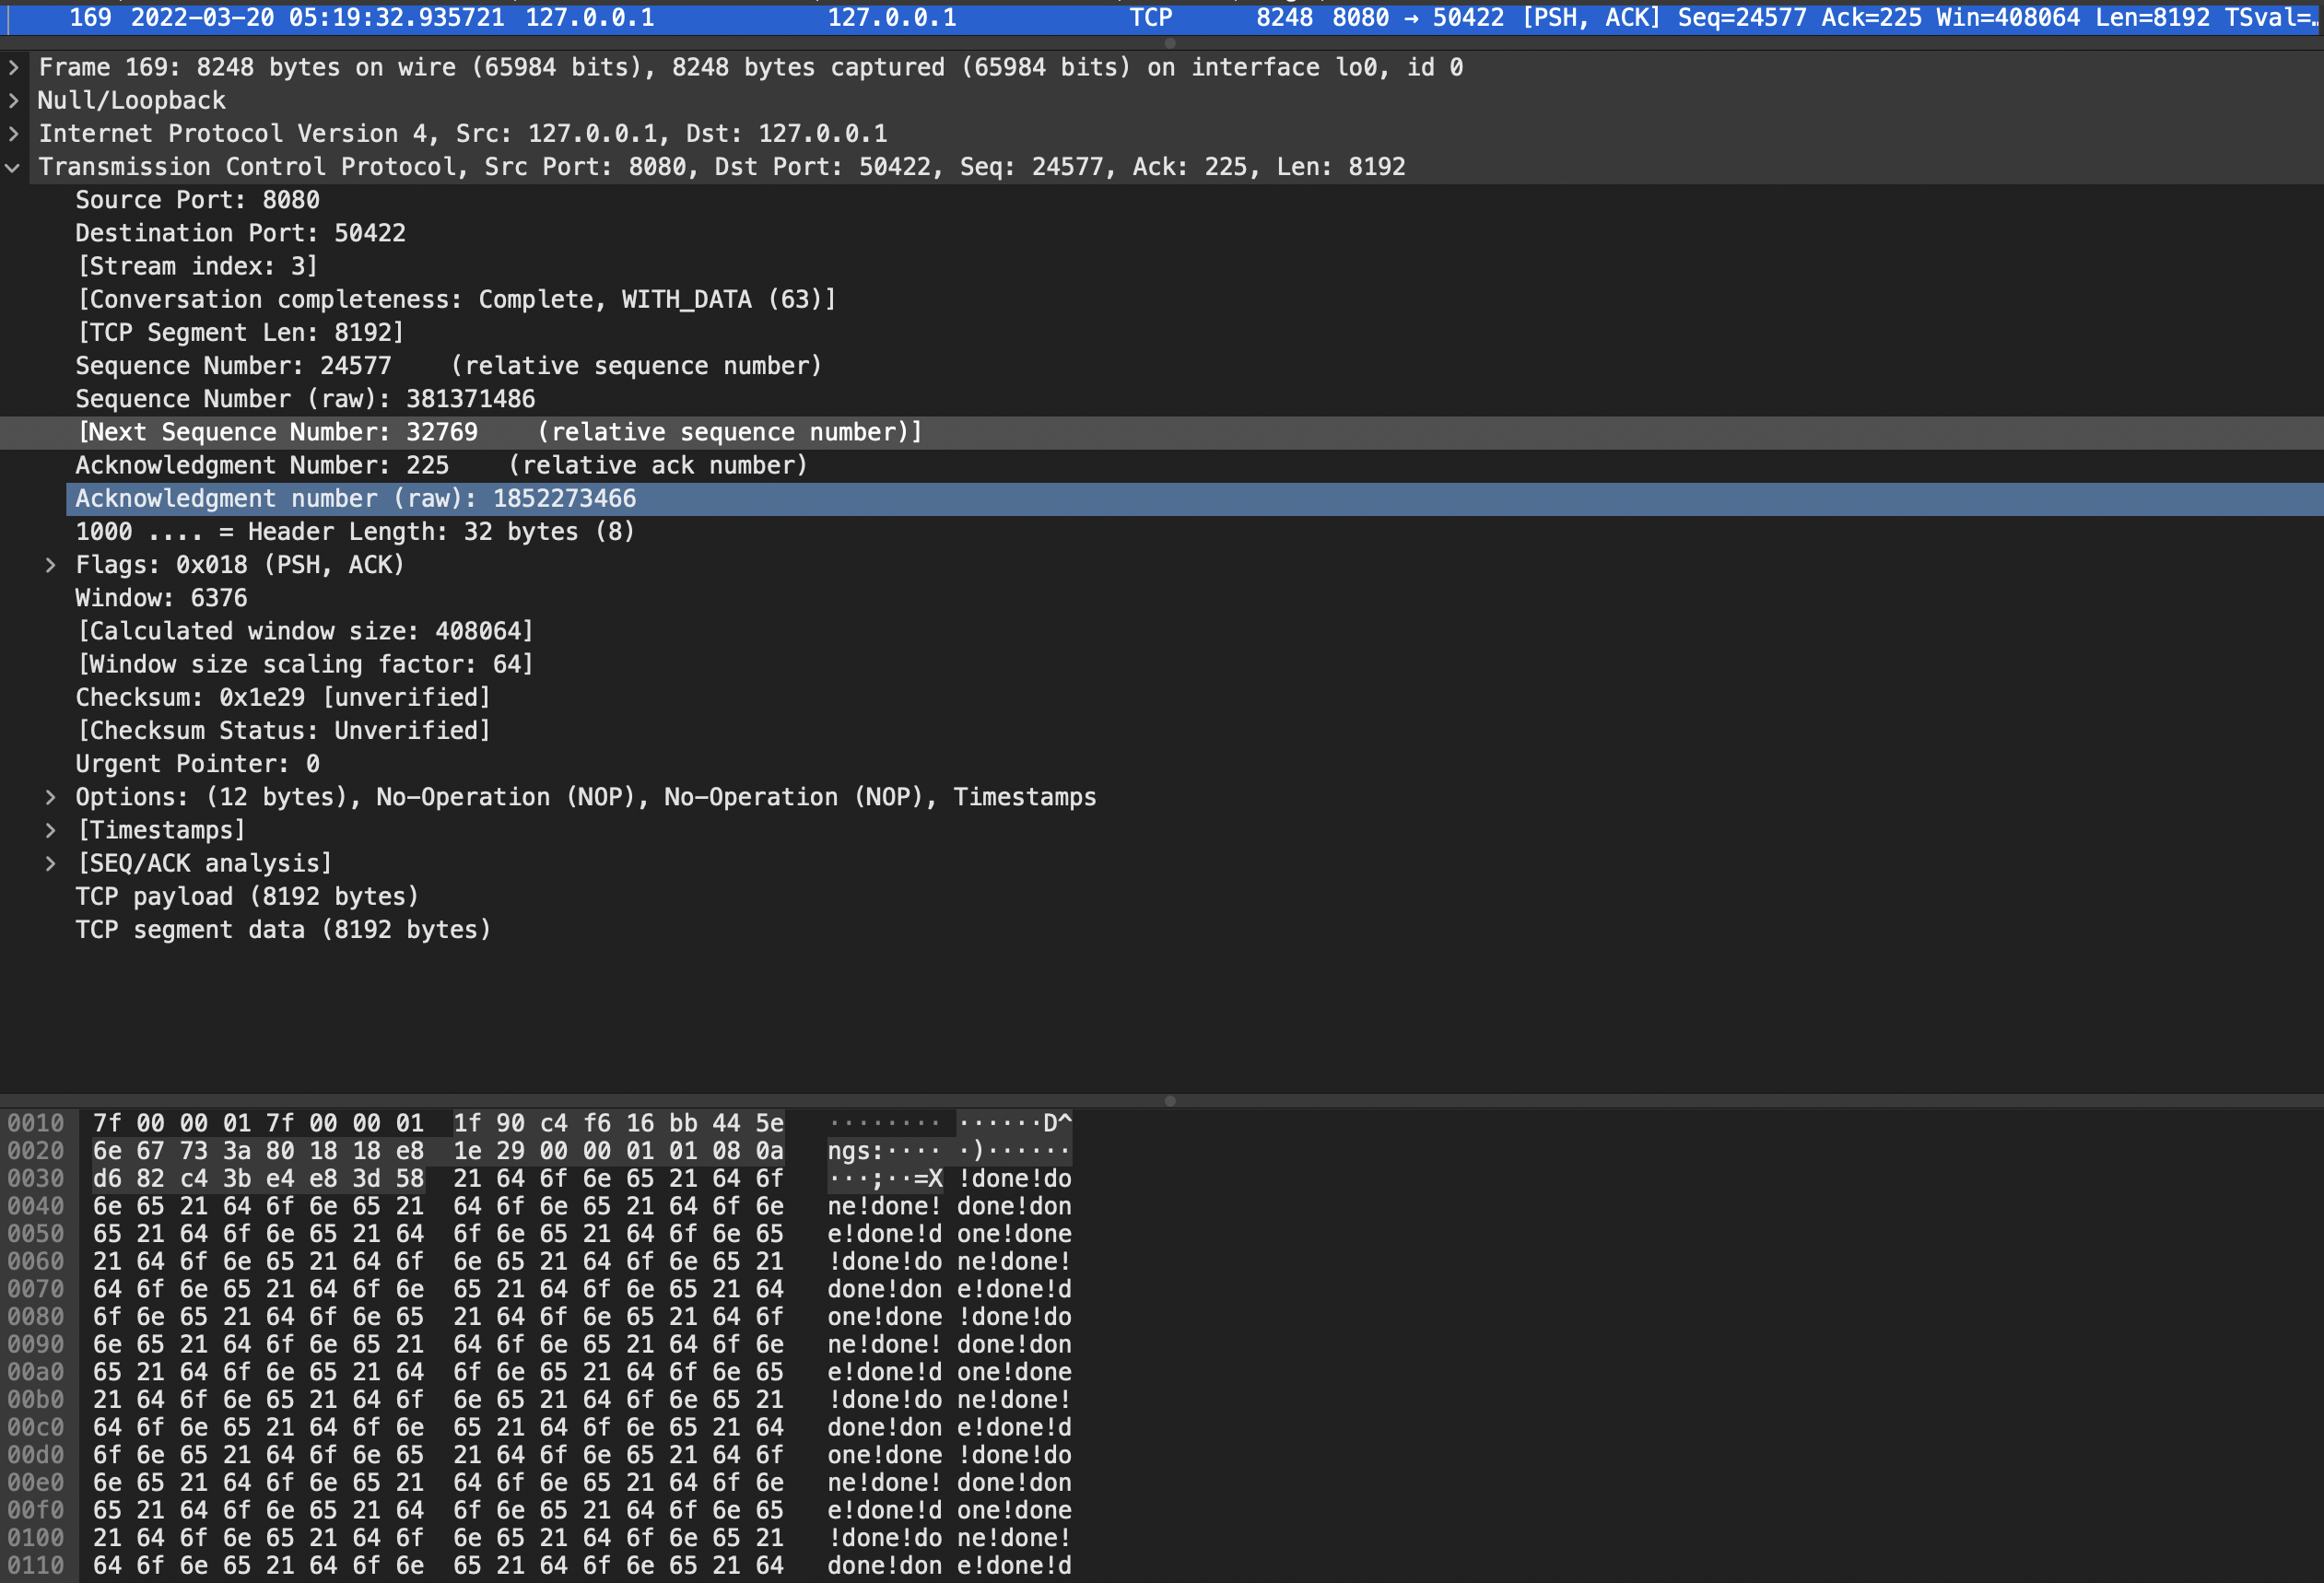 169 2022-03-20 05:19:32.935721 127.0.0.1 127.0.0.1 TCP 8248 8080 → 50422 [PSH, ACK] Seq=24577 Ack=225 Win=408064 Len=8192 TSval=…
Frame 169: 8248 bytes on wire (65984 bits), 8248 bytes captured (65984 bits) on interface lo0, id 0
Null/Loopback
Internet Protocol Version 4, Src: 127.0.0.1, Dst: 127.0.0.1
Transmission Control Protocol, Src Port: 8080, Dst Port: 50422, Seq: 24577, Ack: 225, Len: 8192
Source Port: 8080
Destination Port: 50422
[Stream index: 3]
[Conversation completeness: Complete, WITH_DATA (63)]
[TCP Segment Len: 8192]
Sequence Number: 24577    (relative sequence number)
Sequence Number (raw): 381371486
[Next Sequence Number: 32769    (relative sequence number)]
Acknowledgment Number: 225    (relative ack number)
Acknowledgment number (raw): 1852273466
1000 .... = Header Length: 32 bytes (8)
Flags: 0x018 (PSH, ACK)
Window: 6376
[Calculated window size: 408064]
[Window size scaling factor: 64]
Checksum: 0x1e29 [unverified]
[Checksum Status: Unverified]
Urgent Pointer: 0
Options: (12 bytes), No-Operation (NOP), No-Operation (NOP), Timestamps
[Timestamps]
[SEQ/ACK analysis]
TCP payload (8192 bytes)
TCP segment data (8192 bytes)
0010 7f 00 00 01 7f 00 00 01 1f 90 c4 f6 16 bb 44 5e ········ ······D^
0020 6e 67 73 3a 80 18 18 e8 1e 29 00 00 01 01 08 0a ngs:···· ·)······
0030 d6 82 c4 3b e4 e8 3d 58 21 64 6f 6e 65 21 64 6f ···;··=X !done!do
0040 6e 65 21 64 6f 6e 65 21 64 6f 6e 65 21 64 6f 6e ne!done! done!don
0050 65 21 64 6f 6e 65 21 64 6f 6e 65 21 64 6f 6e 65 e!done!d one!done
0060 21 64 6f 6e 65 21 64 6f 6e 65 21 64 6f 6e 65 21 !done!do ne!done!
0070 64 6f 6e 65 21 64 6f 6e 65 21 64 6f 6e 65 21 64 done!don e!done!d
0080 6f 6e 65 21 64 6f 6e 65 21 64 6f 6e 65 21 64 6f one!done !done!do
0090 6e 65 21 64 6f 6e 65 21 64 6f 6e 65 21 64 6f 6e ne!done! done!don
00a0 65 21 64 6f 6e 65 21 64 6f 6e 65 21 64 6f 6e 65 e!done!d one!done
00b0 21 64 6f 6e 65 21 64 6f 6e 65 21 64 6f 6e 65 21 !done!do ne!done!
00c0 64 6f 6e 65 21 64 6f 6e 65 21 64 6f 6e 65 21 64 done!don e!done!d
00d0 6f 6e 65 21 64 6f 6e 65 21 64 6f 6e 65 21 64 6f one!done !done!do
00e0 6e 65 21 64 6f 6e 65 21 64 6f 6e 65 21 64 6f 6e ne!done! done!don
00f0 65 21 64 6f 6e 65 21 64 6f 6e 65 21 64 6f 6e 65 e!done!d one!done
0100 21 64 6f 6e 65 21 64 6f 6e 65 21 64 6f 6e 65 21 !done!do ne!done!
0110 64 6f 6e 65 21 64 6f 6e 65 21 64 6f 6e 65 21 64 done!don e!done!d